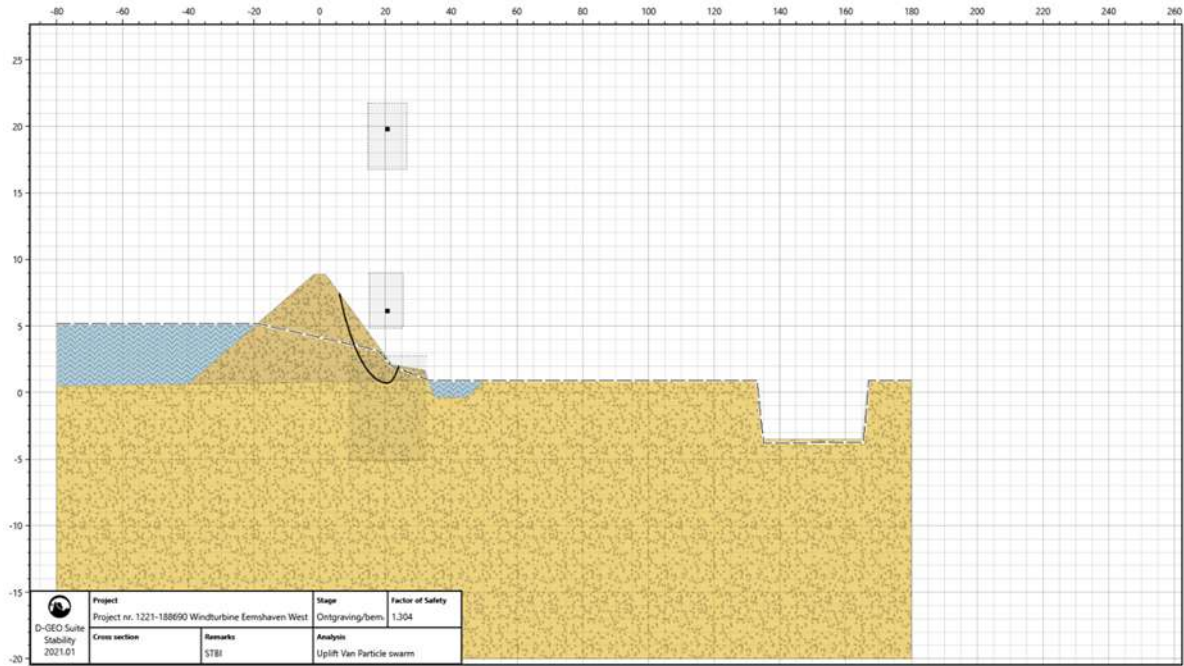 -80 -60 -40 -20 0 20 40 60 80 100 120 140 160 180 200 220 240 260
25
20
15
10
5
0
-5
-10
-15
-20
D-GEO Suite
Stability
2021.01
Project
Project nr. 1221-188690 Windturbine Eemshaven West
Stage
Ontgraving/bem.
Factor of Safety
1.304
Cross section
Remarks
STBI
Analysis
Uplift Van Particle swarm